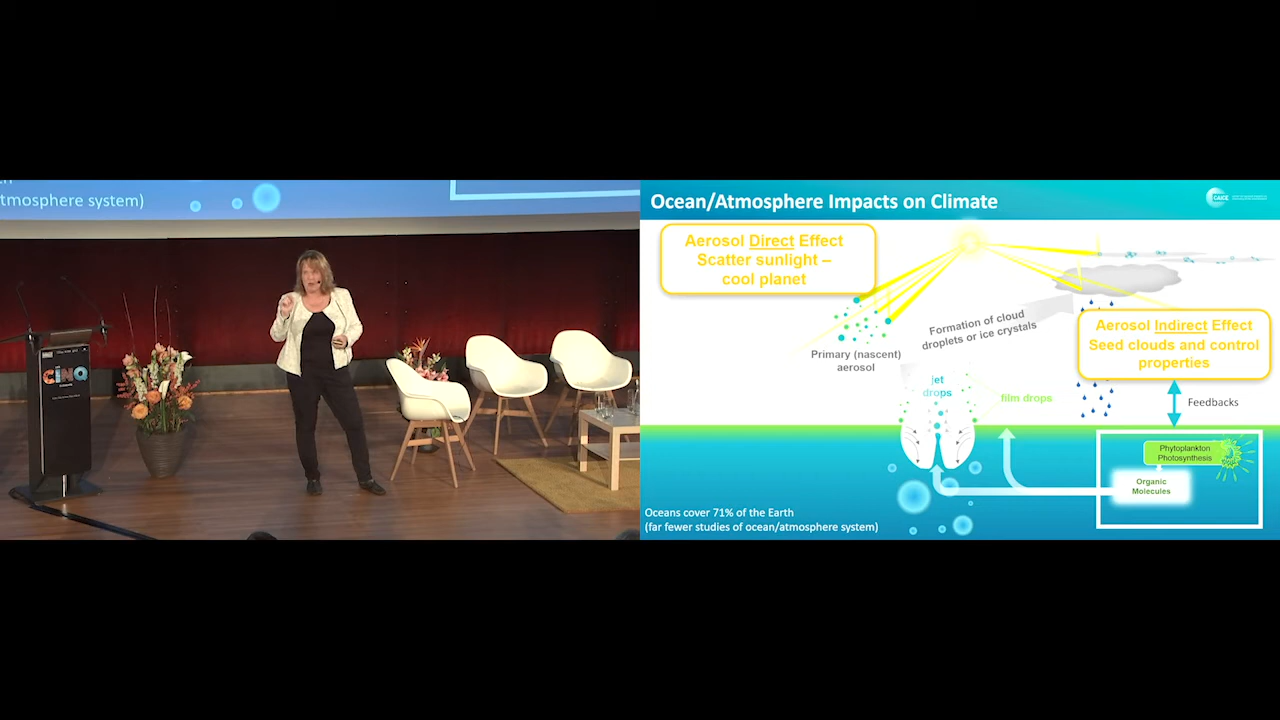 tmosphere system)
CiNQ
Ocean/Atmosphere Impacts on Climate
CAICE
Aerosol Direct Effect
Scatter sunlight –
cool planet
Formation of cloud
droplets or ice crystals
Aerosol Indirect Effect
Seed clouds and control
properties
Primary (nascent)
aerosol
jet
drops
film drops
Feedbacks
Phytoplankton
Photosynthesis
Organic
Molecules
Oceans cover 71% of the Earth
(far fewer studies of ocean/atmosphere system)